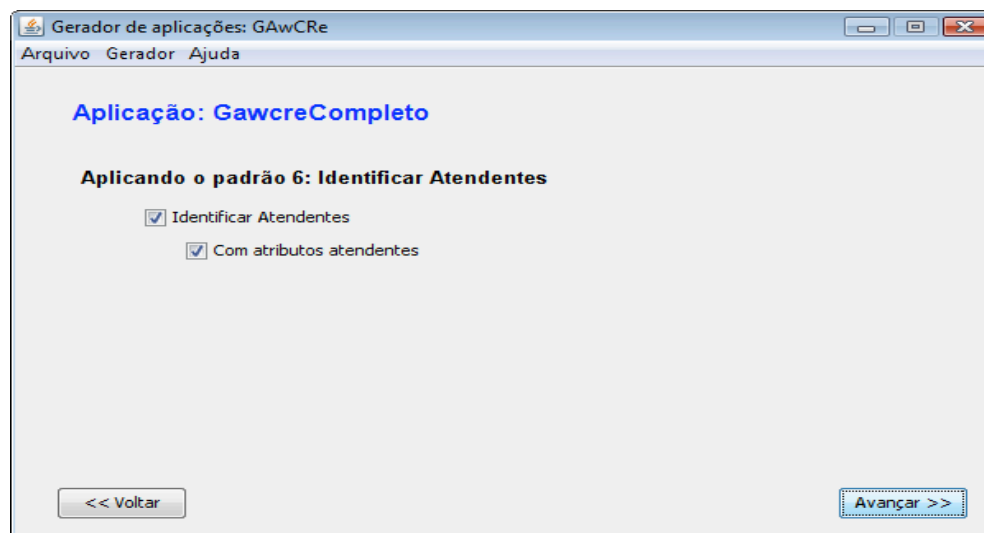 Gerador de aplicações: GAwCRe
Arquivo Gerador Ajuda
Aplicação: GawcreCompleto
Aplicando o padrão 6: Identificar Atendentes
Identificar Atendentes
Com atributos atendentes
<< Voltar
Avançar >>